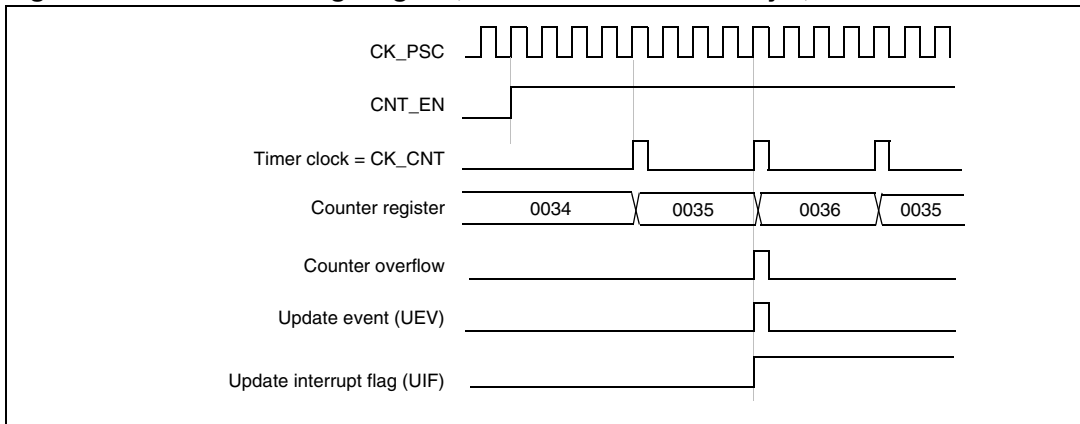 CK_PSC
CNT_EN
Timer clock = CK_CNT
Counter register 0034 0035 0036 0035
Counter overflow
Update event (UEV)
Update interrupt flag (UIF)